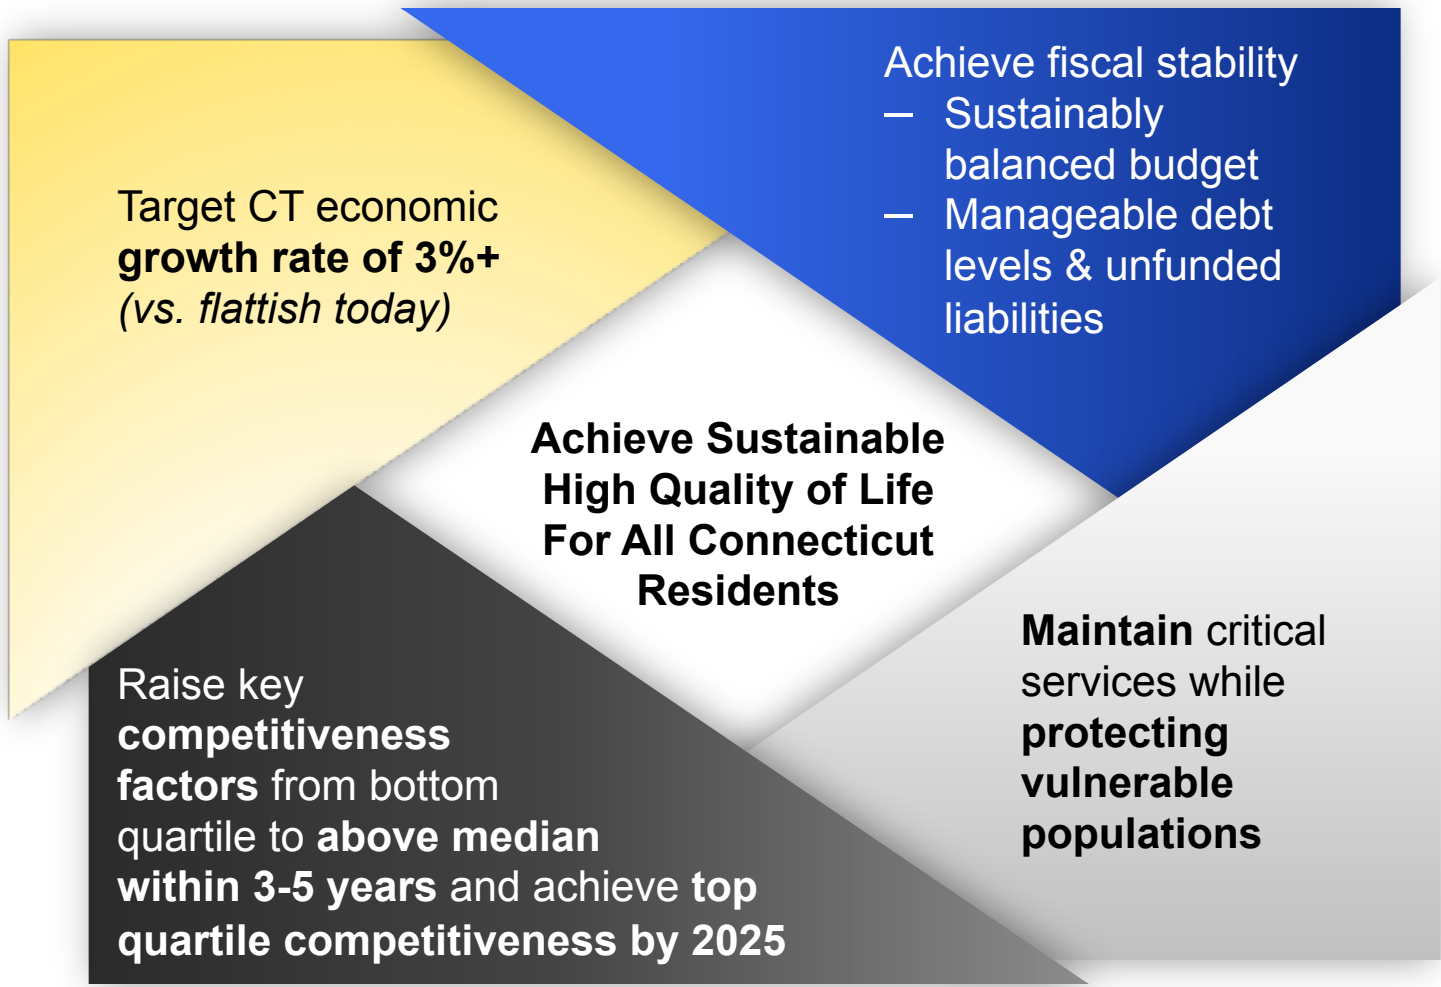 Target CT economic
growth rate of 3%+
(vs. flattish today)
Achieve fiscal stability
– Sustainably
balanced budget
– Manageable debt
levels & unfunded
liabilities
Achieve Sustainable
High Quality of Life
For All Connecticut
Residents
Raise key
competitiveness
factors from bottom
quartile to above median
within 3-5 years and achieve top
quartile competitiveness by 2025
Maintain critical
services while
protecting
vulnerable
populations